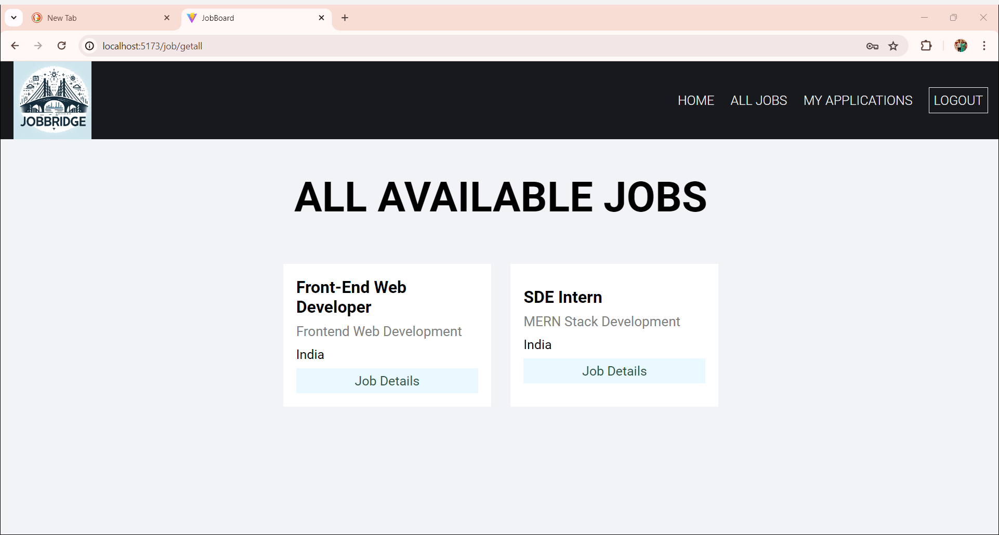 New Tab
JobBoard
localhost:5173/job/getall
JOBBRIDGE
HOME
ALL JOBS
MY APPLICATIONS
LOGOUT
ALL AVAILABLE JOBS
Front-End Web
Developer
Frontend Web Development
India
Job Details
SDE Intern
MERN Stack Development
India
Job Details